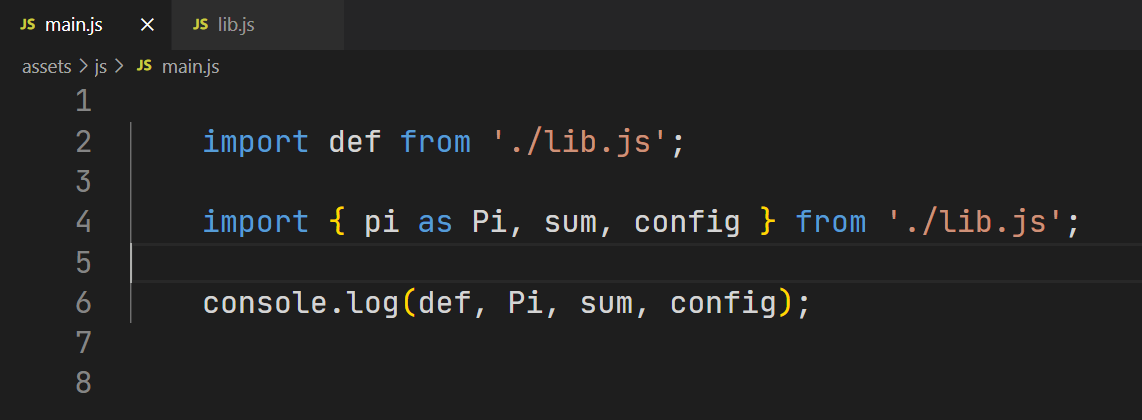 JS main.js × JS lib.js
assets > js > JS main.js
1
2 import def from './lib.js';
3
4 import { pi as Pi, sum, config } from './lib.js';
5
6 console.log(def, Pi, sum, config);
7
8